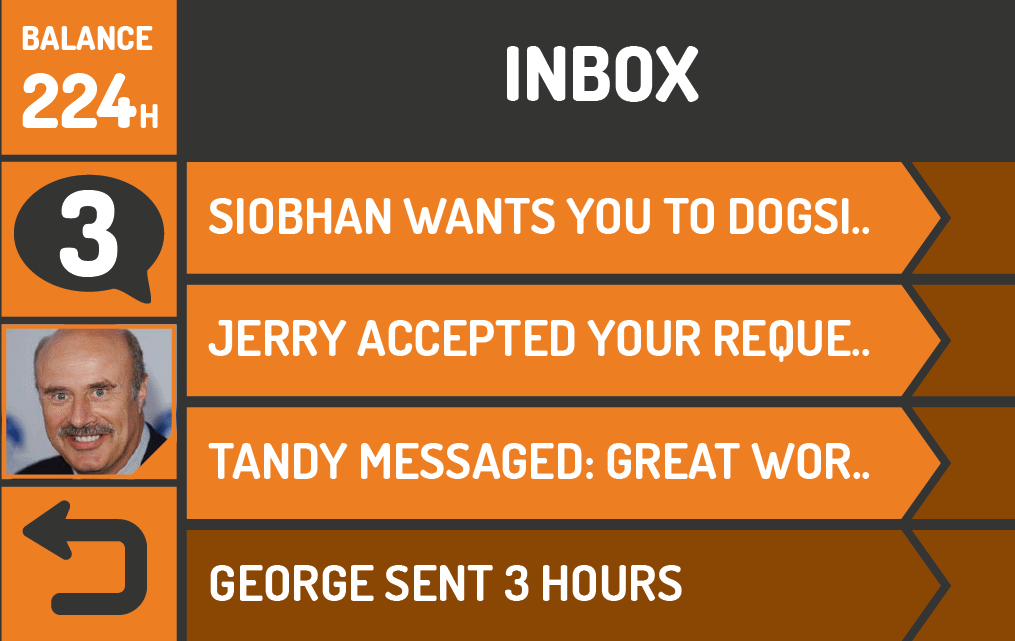 BALANCE
224H
INBOX
3
SIOBHAN WANTS YOU TO DOGSI..
JERRY ACCEPTED YOUR REQUE..
TANDY MESSAGED: GREAT WOR..
GEORGE SENT 3 HOURS